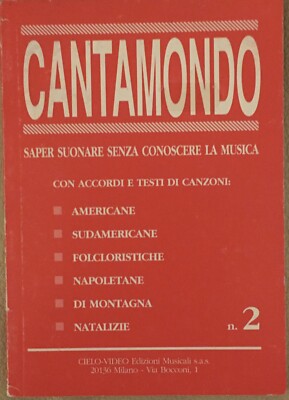 CANTAMONDO
SAPER SUONARE SENZA CONOSCERE LA MUSICA
CON ACCORDI E TESTI DI CANZONI:
AMERICANE
SUDAMERICANE
FOLCLORISTICHE
NAPOLETANE
DI MONTAGNA
NATALIZIE
n. 2
CIELO-VIDEO Edizioni Musicali s.a.s.
20136 Milano - Via Bocconi, 1